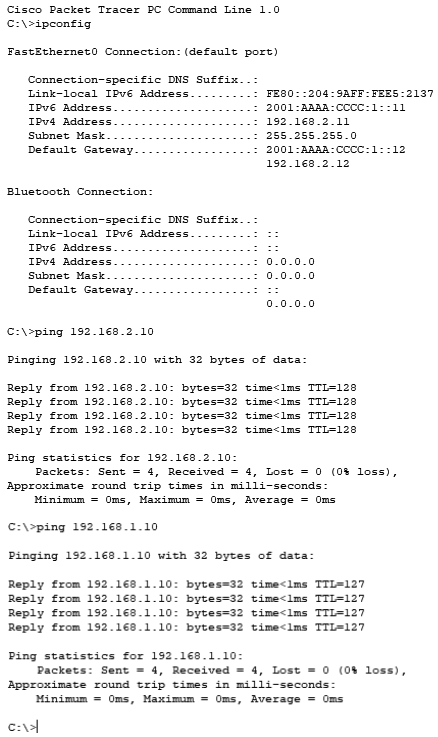 Cisco Packet Tracer PC Command Line 1.0
C:\>ipconfig
FastEthernet0 Connection:(default port)
Connection-specific DNS Suffix..:
Link-local IPv6 Address.........: FE80::204:9AFF:FEE5:2137
IPv6 Address....................: 2001:AAAA:CCCC:1::11
IPv4 Address....................: 192.168.2.11
Subnet Mask.....................: 255.255.255.0
Default Gateway.................: 2001:AAAA:CCCC:1::12
192.168.2.12
Bluetooth Connection:
Connection-specific DNS Suffix..:
Link-local IPv6 Address.........: ::
IPv6 Address....................: ::
IPv4 Address....................: 0.0.0.0
Subnet Mask.....................: 0.0.0.0
Default Gateway.................: ::
0.0.0.0
C:\>ping 192.168.2.10
Pinging 192.168.2.10 with 32 bytes of data:
Reply from 192.168.2.10: bytes=32 time<1ms TTL=128
Reply from 192.168.2.10: bytes=32 time<1ms TTL=128
Reply from 192.168.2.10: bytes=32 time<1ms TTL=128
Reply from 192.168.2.10: bytes=32 time<1ms TTL=128
Ping statistics for 192.168.2.10:
Packets: Sent = 4, Received = 4, Lost = 0 (0% loss),
Approximate round trip times in milli-seconds:
Minimum = 0ms, Maximum = 0ms, Average = 0ms
C:\>ping 192.168.1.10
Pinging 192.168.1.10 with 32 bytes of data:
Reply from 192.168.1.10: bytes=32 time<1ms TTL=127
Reply from 192.168.1.10: bytes=32 time<1ms TTL=127
Reply from 192.168.1.10: bytes=32 time<1ms TTL=127
Reply from 192.168.1.10: bytes=32 time<1ms TTL=127
Ping statistics for 192.168.1.10:
Packets: Sent = 4, Received = 4, Lost = 0 (0% loss),
Approximate round trip times in milli-seconds:
Minimum = 0ms, Maximum = 0ms, Average = 0ms
C:\>